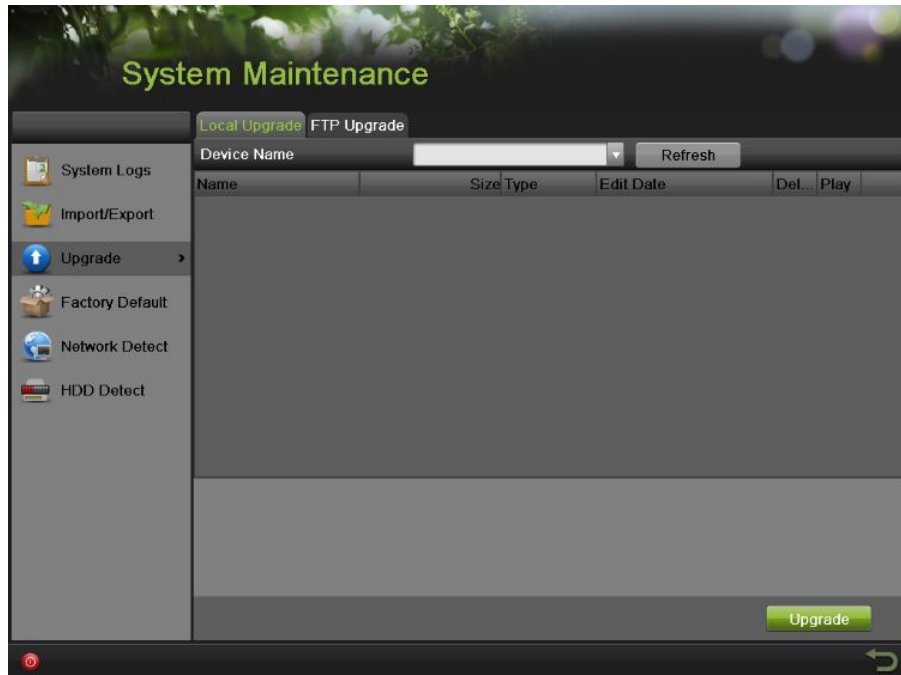 System Maintenance
Local Upgrade FTP Upgrade
Device Name Refresh
Name Size Type Edit Date Del... Play
System Logs
Import/Export
Upgrade >
Factory Default
Network Detect
HDD Detect
Upgrade